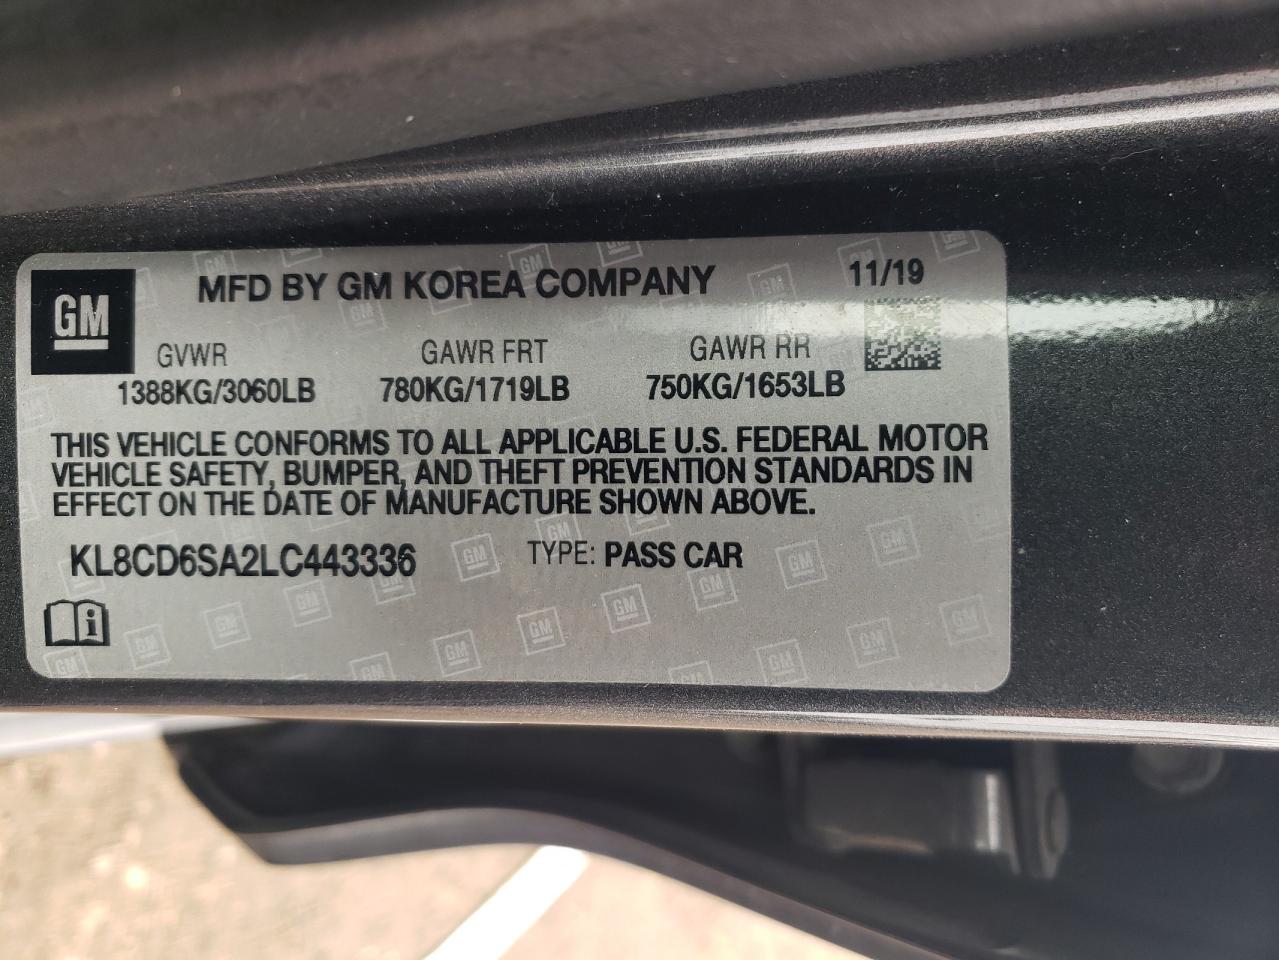 GM
MFD BY GM KOREA COMPANY 11/19
GVWR GAWR FRT GAWR RR
1388KG/3060LB 780KG/1719LB 750KG/1653LB
THIS VEHICLE CONFORMS TO ALL APPLICABLE U.S. FEDERAL MOTOR
VEHICLE SAFETY, BUMPER, AND THEFT PREVENTION STANDARDS IN
EFFECT ON THE DATE OF MANUFACTURE SHOWN ABOVE.
KL8CD6SA2LC443336 TYPE: PASS CAR